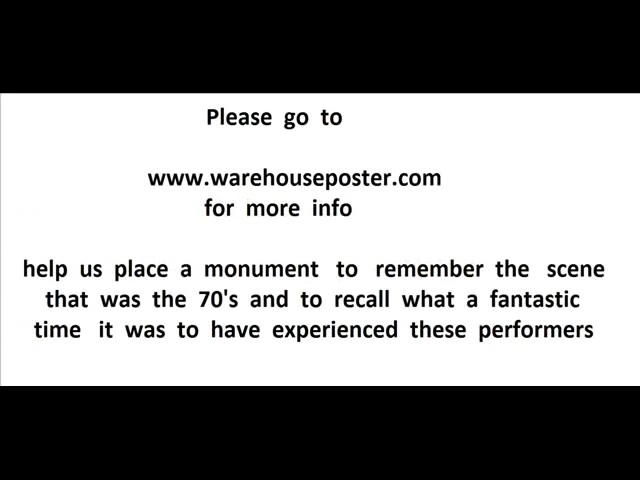 Please go to
www.warehouseposter.com
for more info
help us place a monument to remember the scene
that was the 70's and to recall what a fantastic
time it was to have experienced these performers